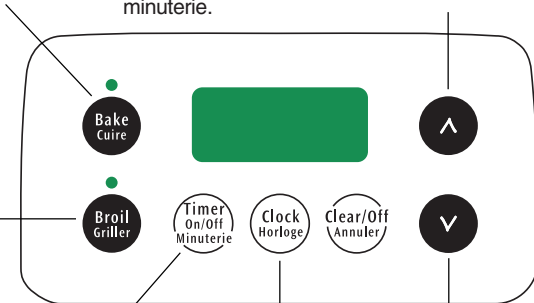 minuterie.
Bake
Cuire
Broil
Griller
Timer
On/Off
Minuterie
Clock
Horloge
Clear/Off
Annuler